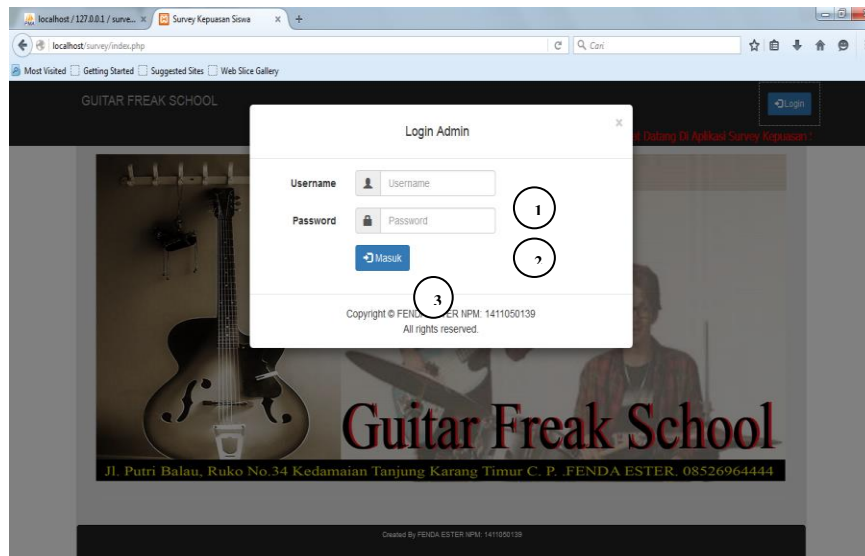 localhost / 127.0.0.1 / surve...
Survey Kepuasan Siswa
localhost/survey/index.php
Cari
Most Visited Getting Started Suggested Sites Web Slice Gallery
GUITAR FREAK SCHOOL
Login
Datang Di Aplikasi Survey Kepuasan
Login Admin
x
Username Username
1
Password Password
Masuk
2
3
Copyright © FENDA ESTER NPM: 1411050139
All rights reserved.
Guitar Freak School
Jl. Putri Balau, Ruko No.34 Kedamaian Tanjung Karang Timur C. P. .FENDA ESTER. 08526964444
Created By FENDA ESTER NPM: 1411050139